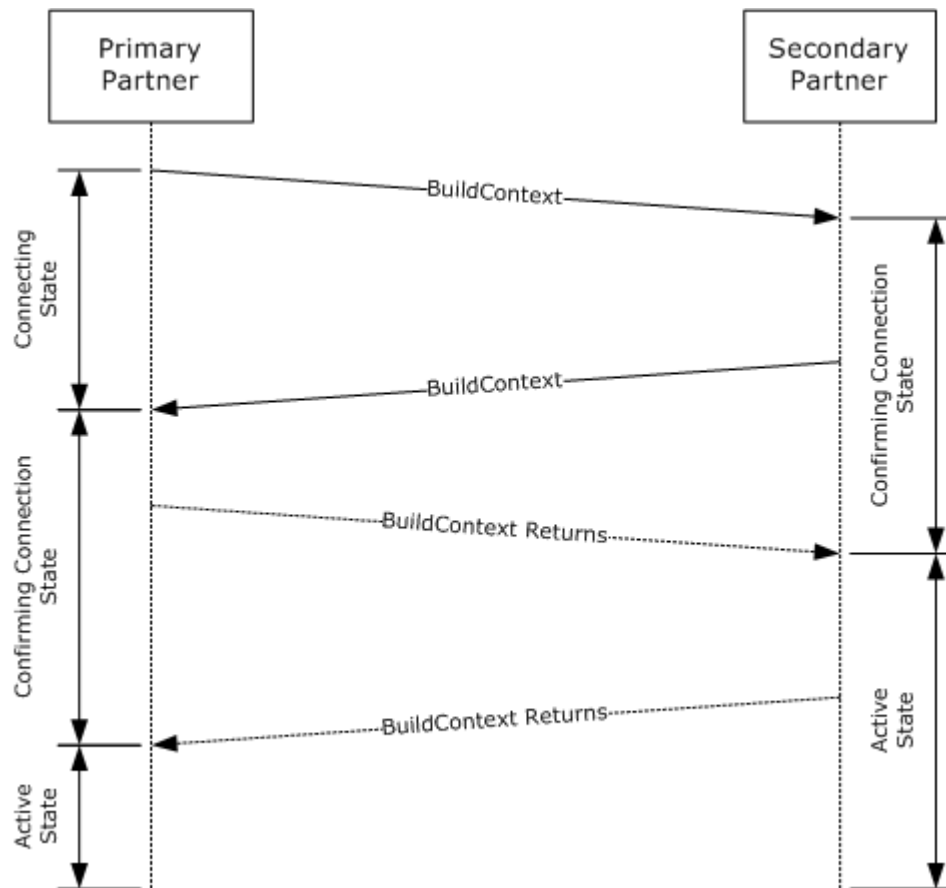 Primary
Partner
Secondary
Partner
BuildContext
Connecting
State
BuildContext
Confirming Connection
State
Confirming Connection
State
BuildContext Returns
BuildContext Returns
Active
State
Active
State